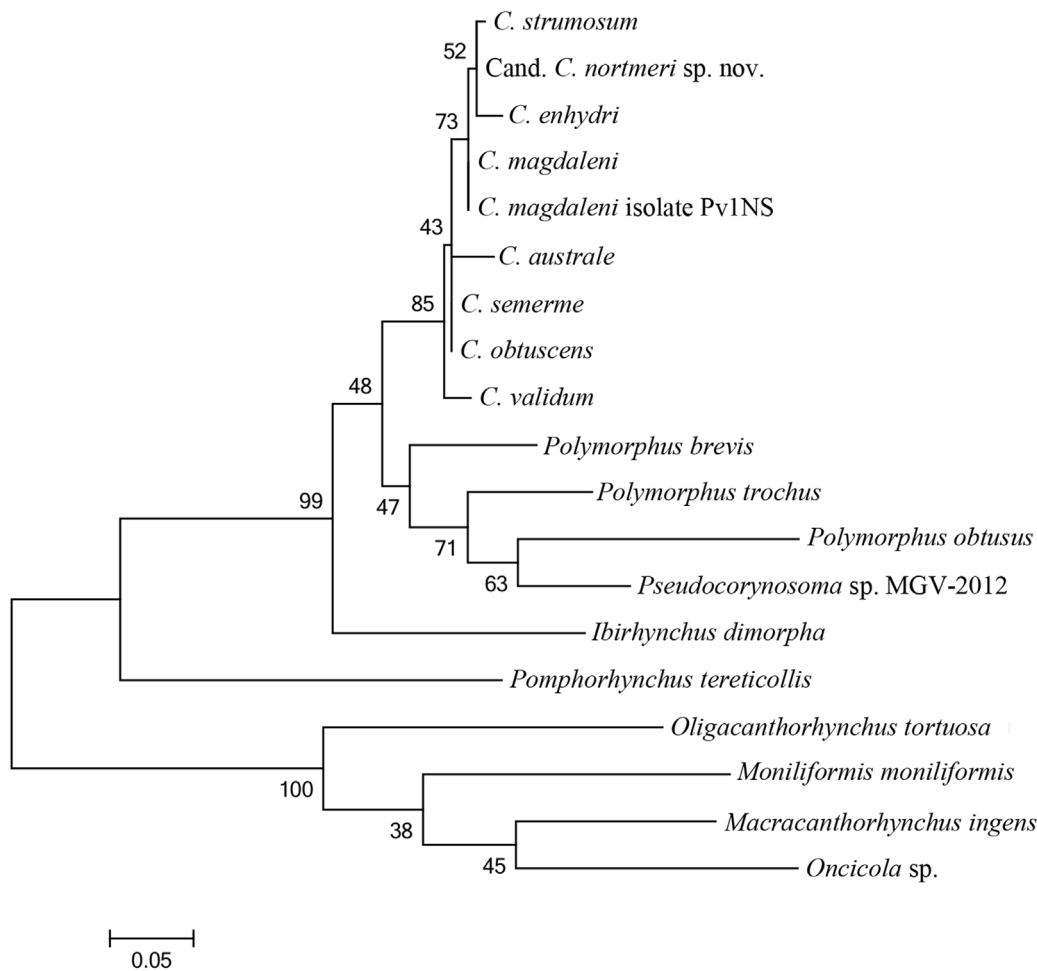 C. strumosum
52
Cand. C. nortmeri sp. nov.
C. enhydri
73
C. magdaleni
C. magdaleni isolate Pv1NS
43
C. australe
85
C. semerme
C. obtuscens
48
C. validum
Polymorphus brevis
99
47
Polymorphus trochus
71
Polymorphus obtusus
63
Pseudocorynosoma sp. MGV-2012
Ibirhynchus dimorpha
Pomphorhynchus tereticollis
Oligacanthorhynchus tortuosa
100
Moniliformis moniliformis
38
Macracanthorhynchus ingens
45
Oncicola sp.
0.05